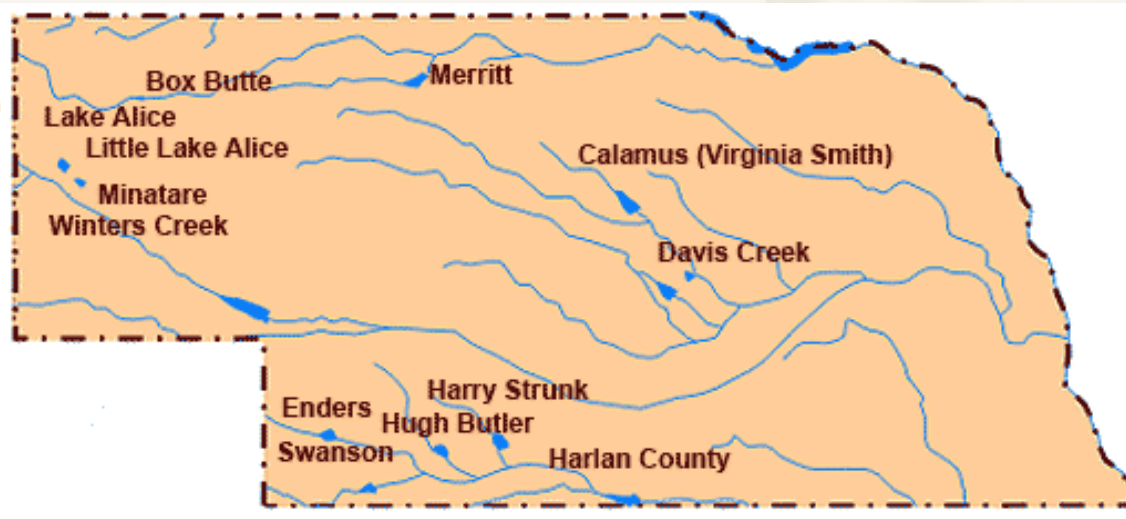 Box Butte
Merritt
Lake Alice
Little Lake Alice
Calamus (Virginia Smith)
Minatare
Winters Creek
Davis Creek
Harry Strunk
Enders
Hugh Butler
Swanson
Harlan County